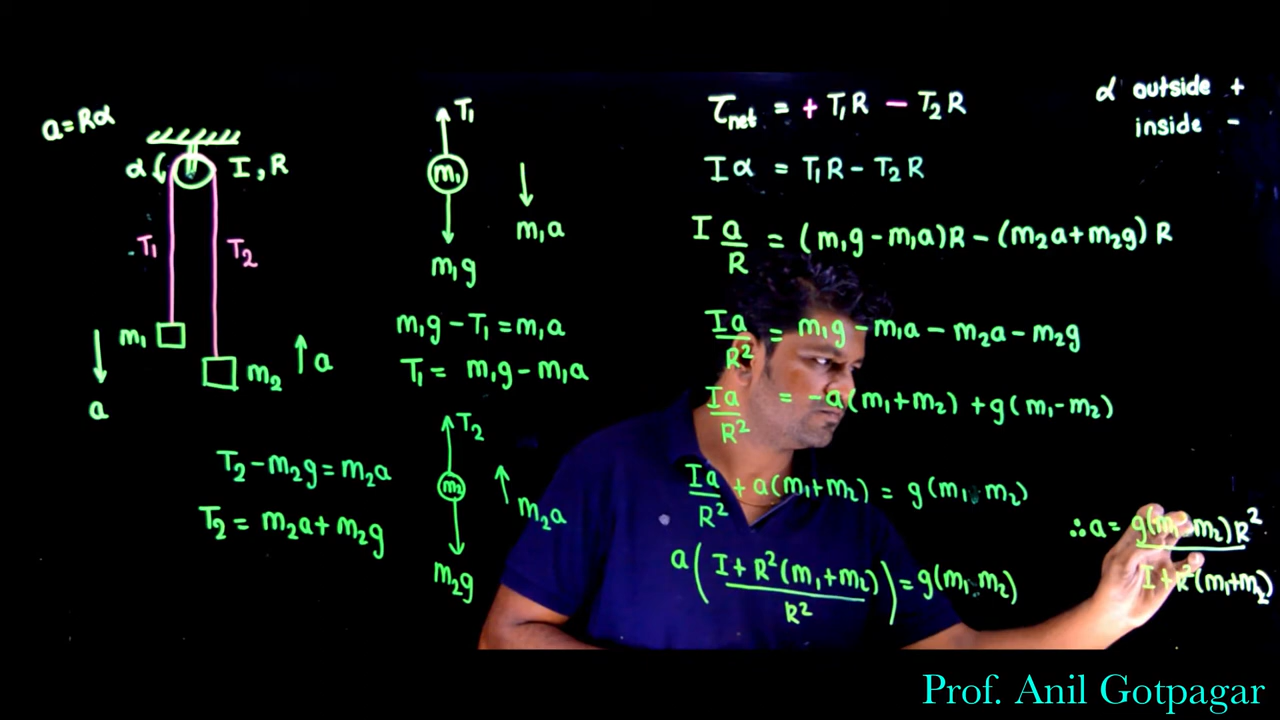 a=Rα
α I, R
T₁ T₂
m₁
m₂
a
a
T₂-m₂g=m₂a
T₂= m₂a+m₂g
T₁
m₁
m₁g
m₁a
m₁g-T₁=m₁a
T₁= m₁g-m₁a
T₂
m₂
m₂g
m₂a
τnet = + T₁R - T₂R
Iα = T₁R- T₂R
I a/R = (m₁g-m₁a)R-(m₂a+m₂g) R
Ia/R² = m₁g-m₁a- m₂a-m₂g
Ia/R² = -a(m₁+m₂) +g(m₁-m₂)
Ia/R² + a(m₁+m₂) = g(m₁-m₂)
a( I+ R²(m₁+m₂)/R² )=g(m₁-m₂)
α outside +
inside -
∴a= g(m₁-m₂)R²/I+R²(m₁+m₂)
Prof. Anil Gotpagar